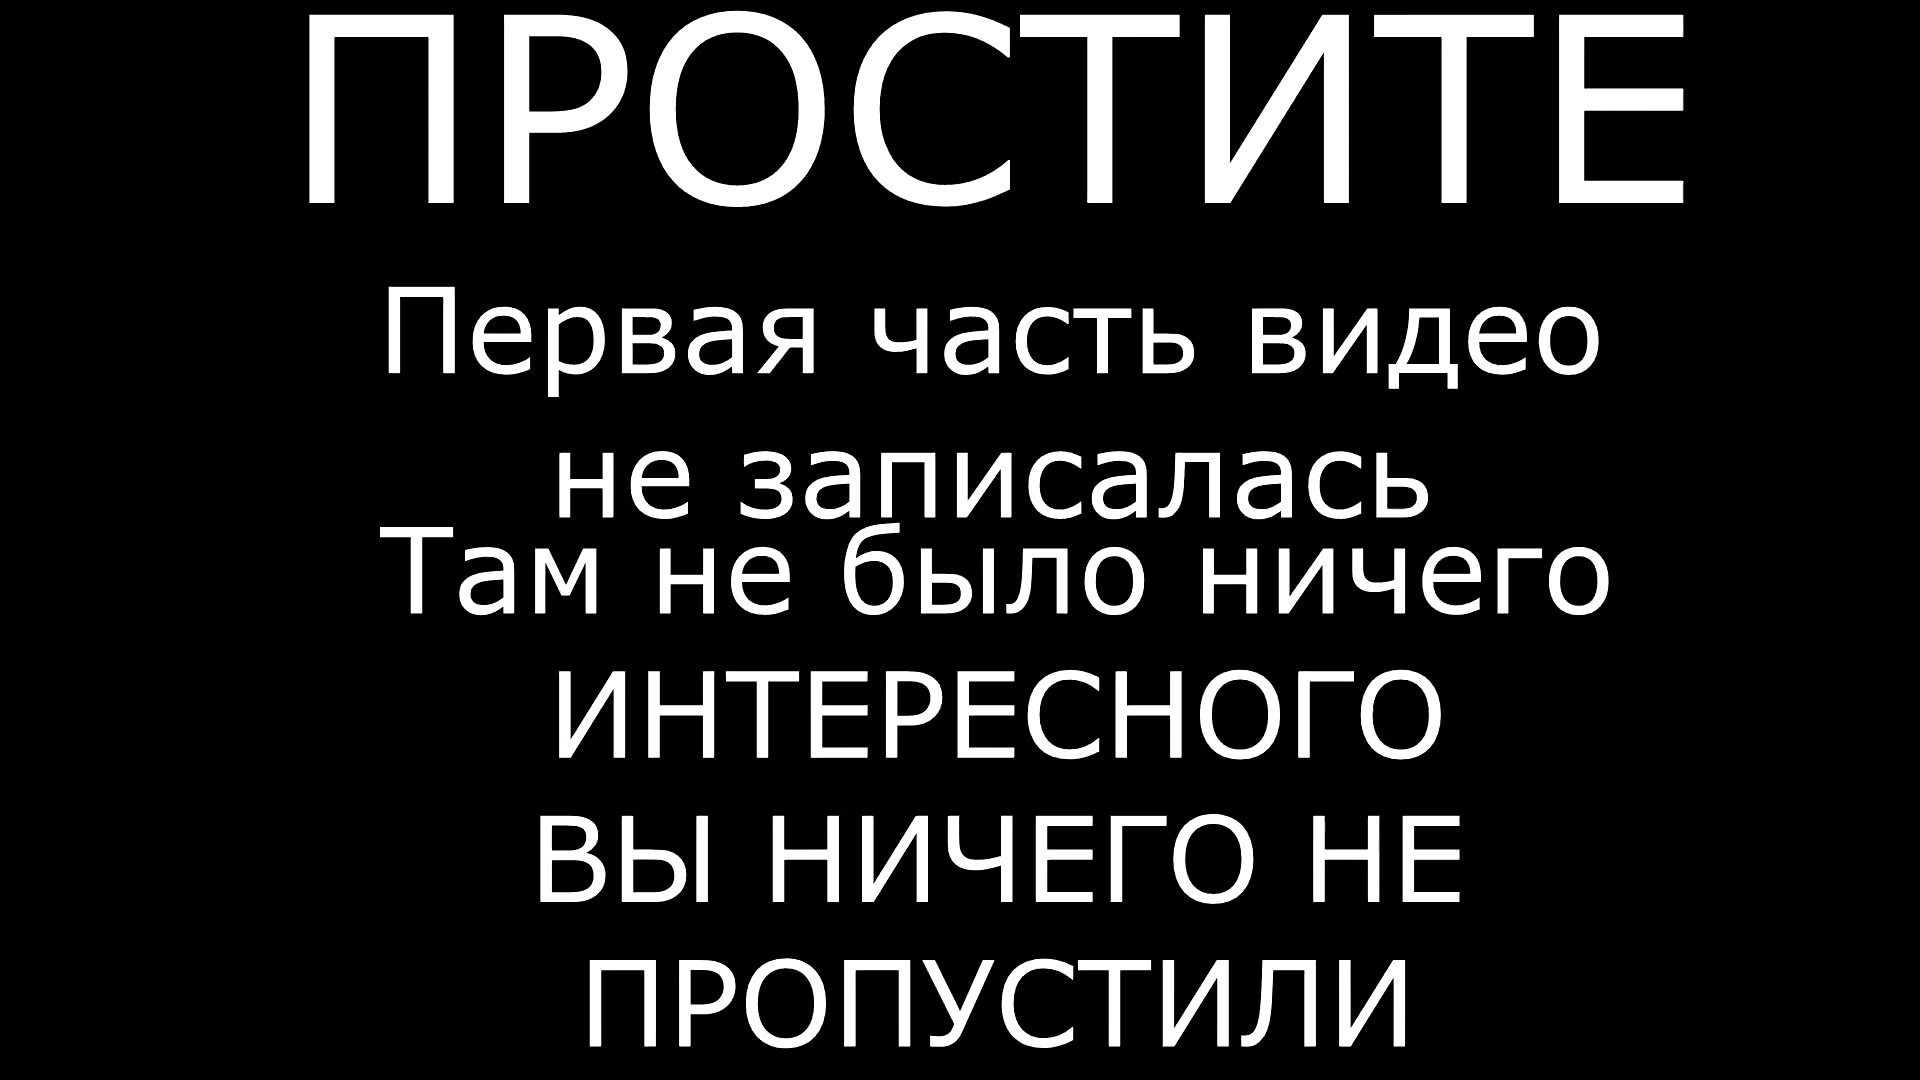 ПРОСТИТЕ
Первая часть видео
не записалась
Там не было ничего
ИНТЕРЕСНОГО
ВЫ НИЧЕГО НЕ
ПРОПУСТИЛИ